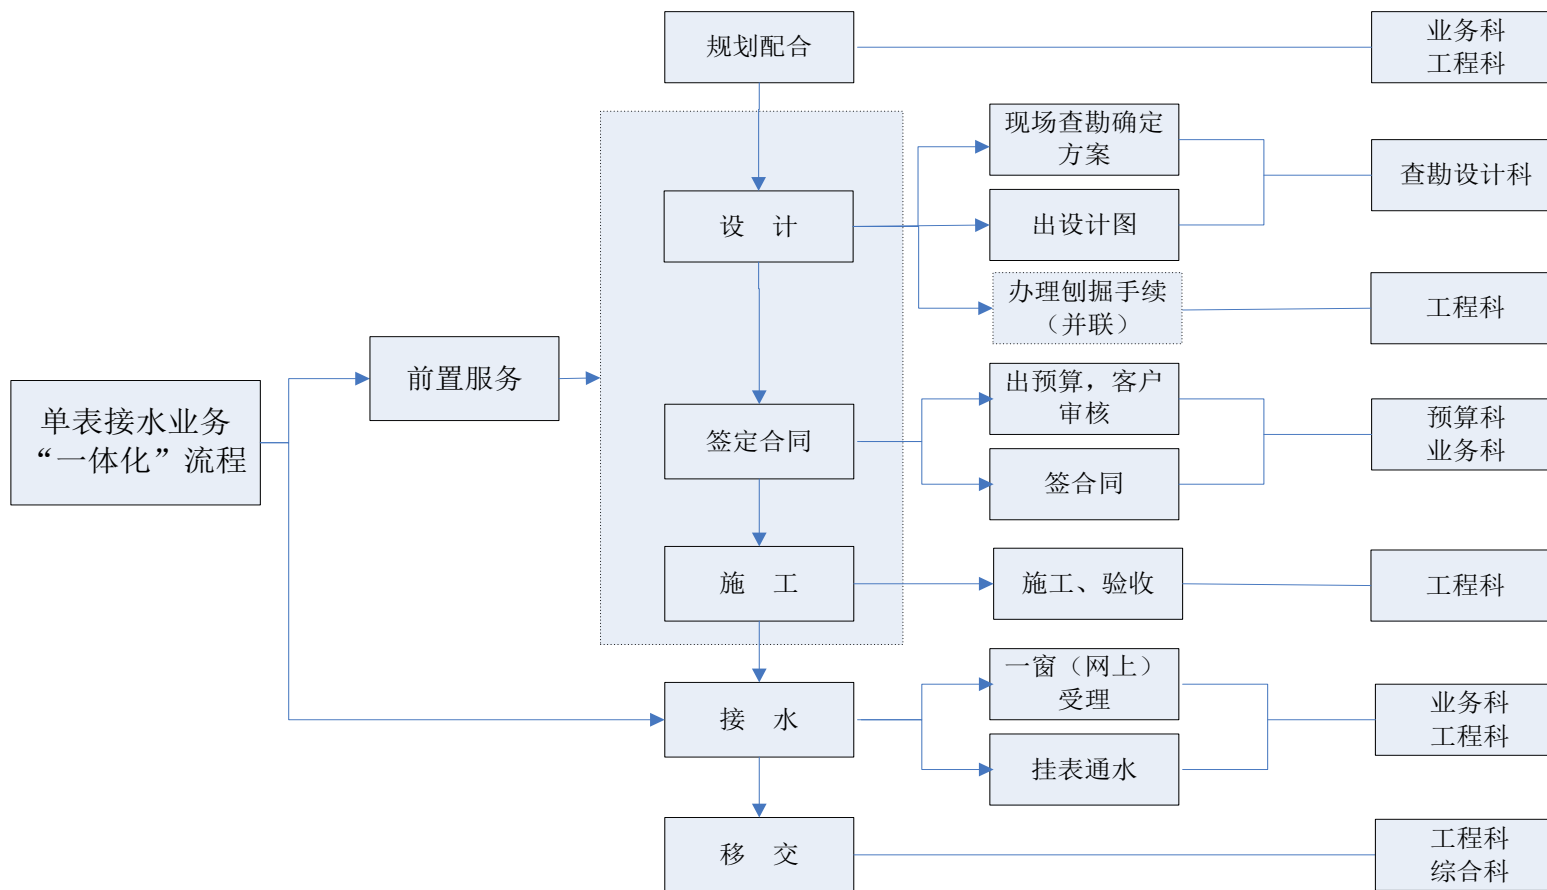 规划配合
业务科
工程科
现场查勘确定
方案
查勘设计科
设 计
出设计图
办理刨掘手续
（并联）
工程科
单表接水业务
“一体化”流程
前置服务
签定合同
出预算，客户
审核
签合同
预算科
业务科
施 工
施工、验收
工程科
接 水
一窗（网上）
受理
挂表通水
业务科
工程科
移 交
工程科
综合科